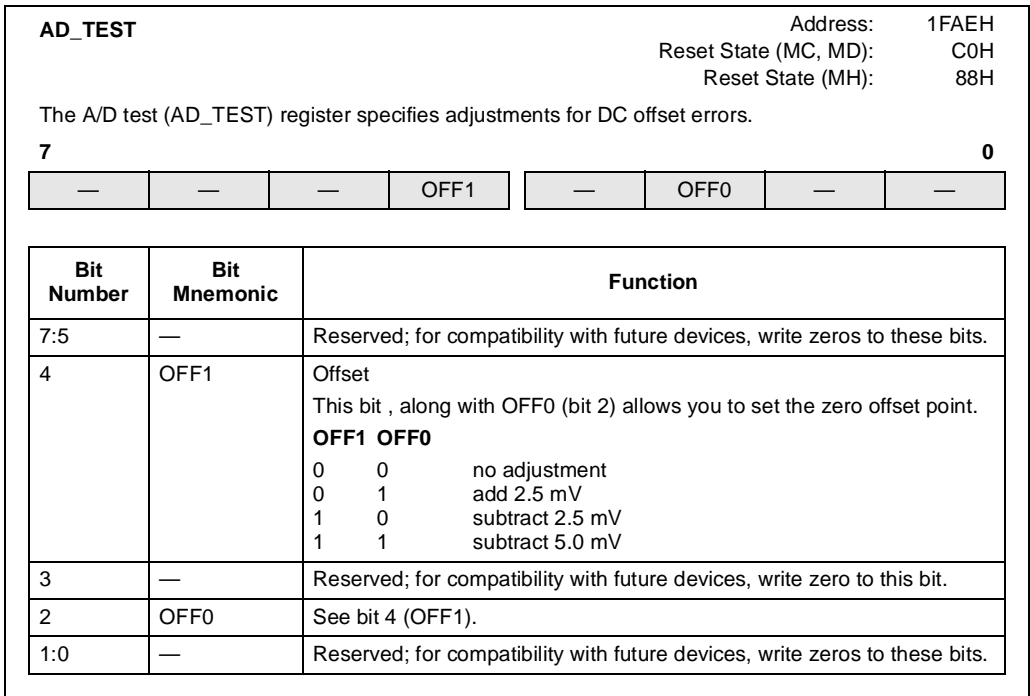 AD_TEST Address: 1FAEH
Reset State (MC, MD): C0H
Reset State (MH): 88H
The A/D test (AD_TEST) register specifies adjustments for DC offset errors.
7 0
— — — OFF1 — OFF0 — —
Bit Number Bit Mnemonic Function
7:5 — Reserved; for compatibility with future devices, write zeros to these bits.
4 OFF1 Offset
This bit , along with OFF0 (bit 2) allows you to set the zero offset point.
OFF1 OFF0
0 0 no adjustment
0 1 add 2.5 mV
1 0 subtract 2.5 mV
1 1 subtract 5.0 mV
3 — Reserved; for compatibility with future devices, write zero to this bit.
2 OFF0 See bit 4 (OFF1).
1:0 — Reserved; for compatibility with future devices, write zeros to these bits.